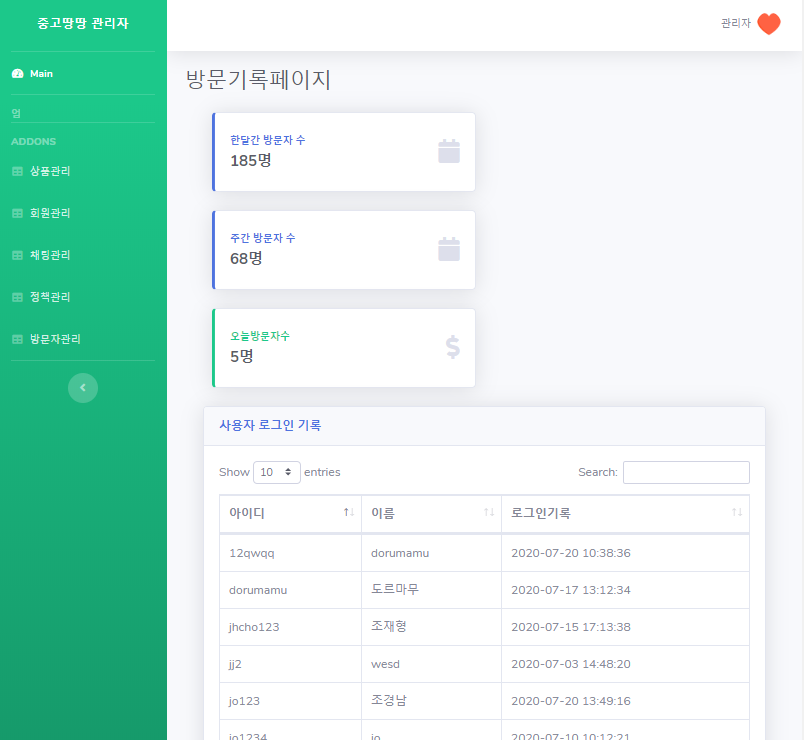 중고땅땅 관리자
관리자
Main
엄
ADDONS
상품관리
회원관리
채팅관리
정책관리
방문자관리
방문기록페이지
한달간 방문자 수
185명
주간 방문자 수
68명
오늘방문자수
5명
사용자 로그인 기록
Show 10 entries Search:
아이디 이름 로그인기록
12qwqq dorumamu 2020-07-20 10:38:36
dorumamu 도르마무 2020-07-17 13:12:34
jhcho123 조재형 2020-07-15 17:13:38
jj2 wesd 2020-07-03 14:48:20
jo123 조경남 2020-07-20 13:49:16
jo1234 jo 2020-07-10 10:12:21